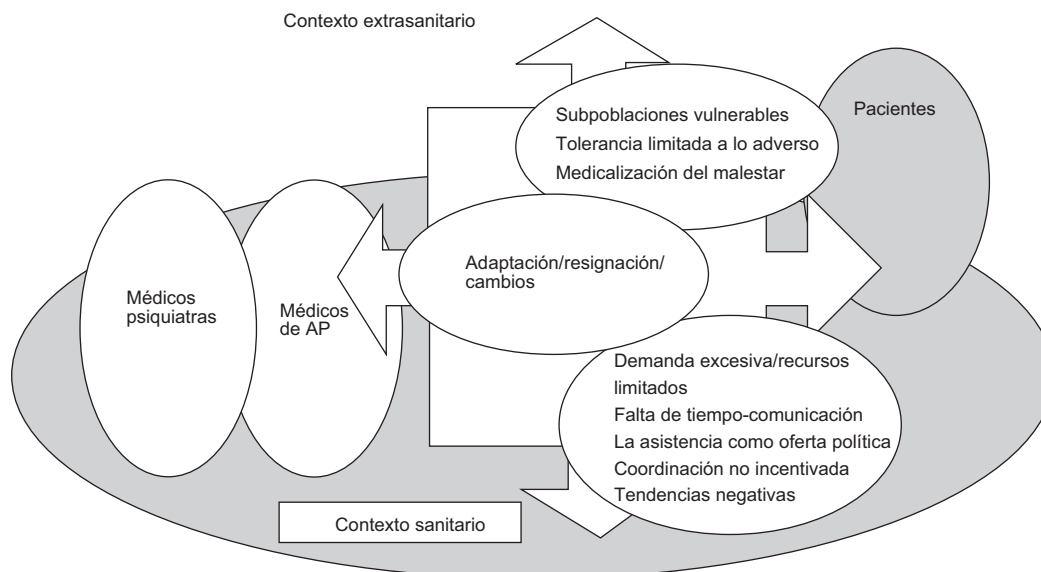 Contexto extrasanitario
Subpoblaciones vulnerables
Tolerancia limitada a lo adverso
Medicalización del malestar
Pacientes
Adaptación/resignación/
cambios
Médicos
psiquiatras
Médicos
de AP
Demanda excesiva/recursos
limitados
Falta de tiempo-comunicación
La asistencia como oferta política
Coordinación no incentivada
Tendencias negativas
Contexto sanitario